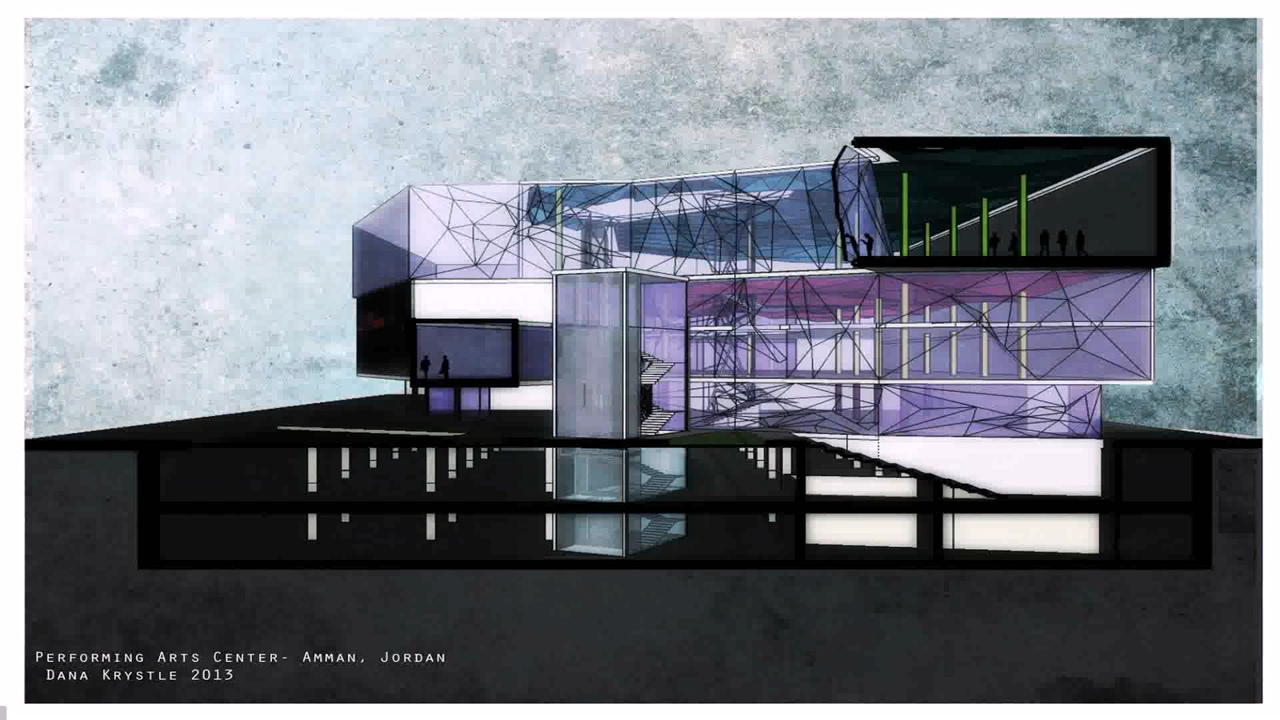 Performing Arts Center- Amman, Jordan
Dana Krystle 2013